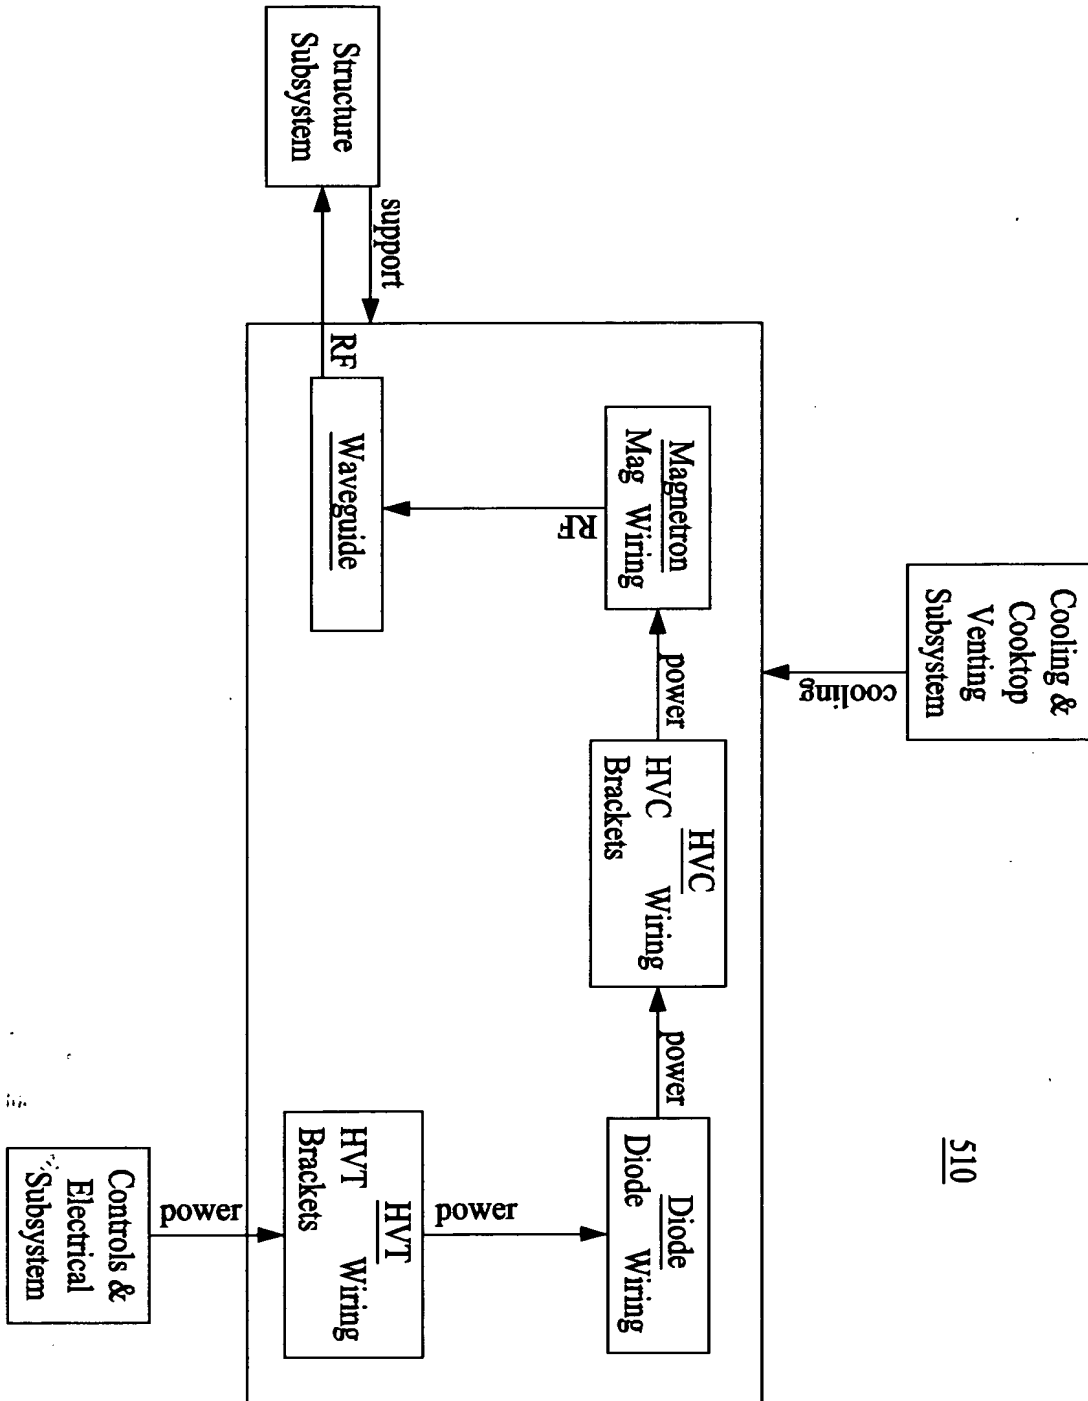 510
Cooling &
Cooktop
Venting
Subsystem
cooling
Structure
Subsystem
support
RF
Waveguide
RF
Magnetron
Mag Wiring
power
HVC
HVC Wiring
Brackets
power
Diode
Diode Wiring
power
HVT
HVT Wiring
Brackets
power
Controls &
Electrical
Subsystem